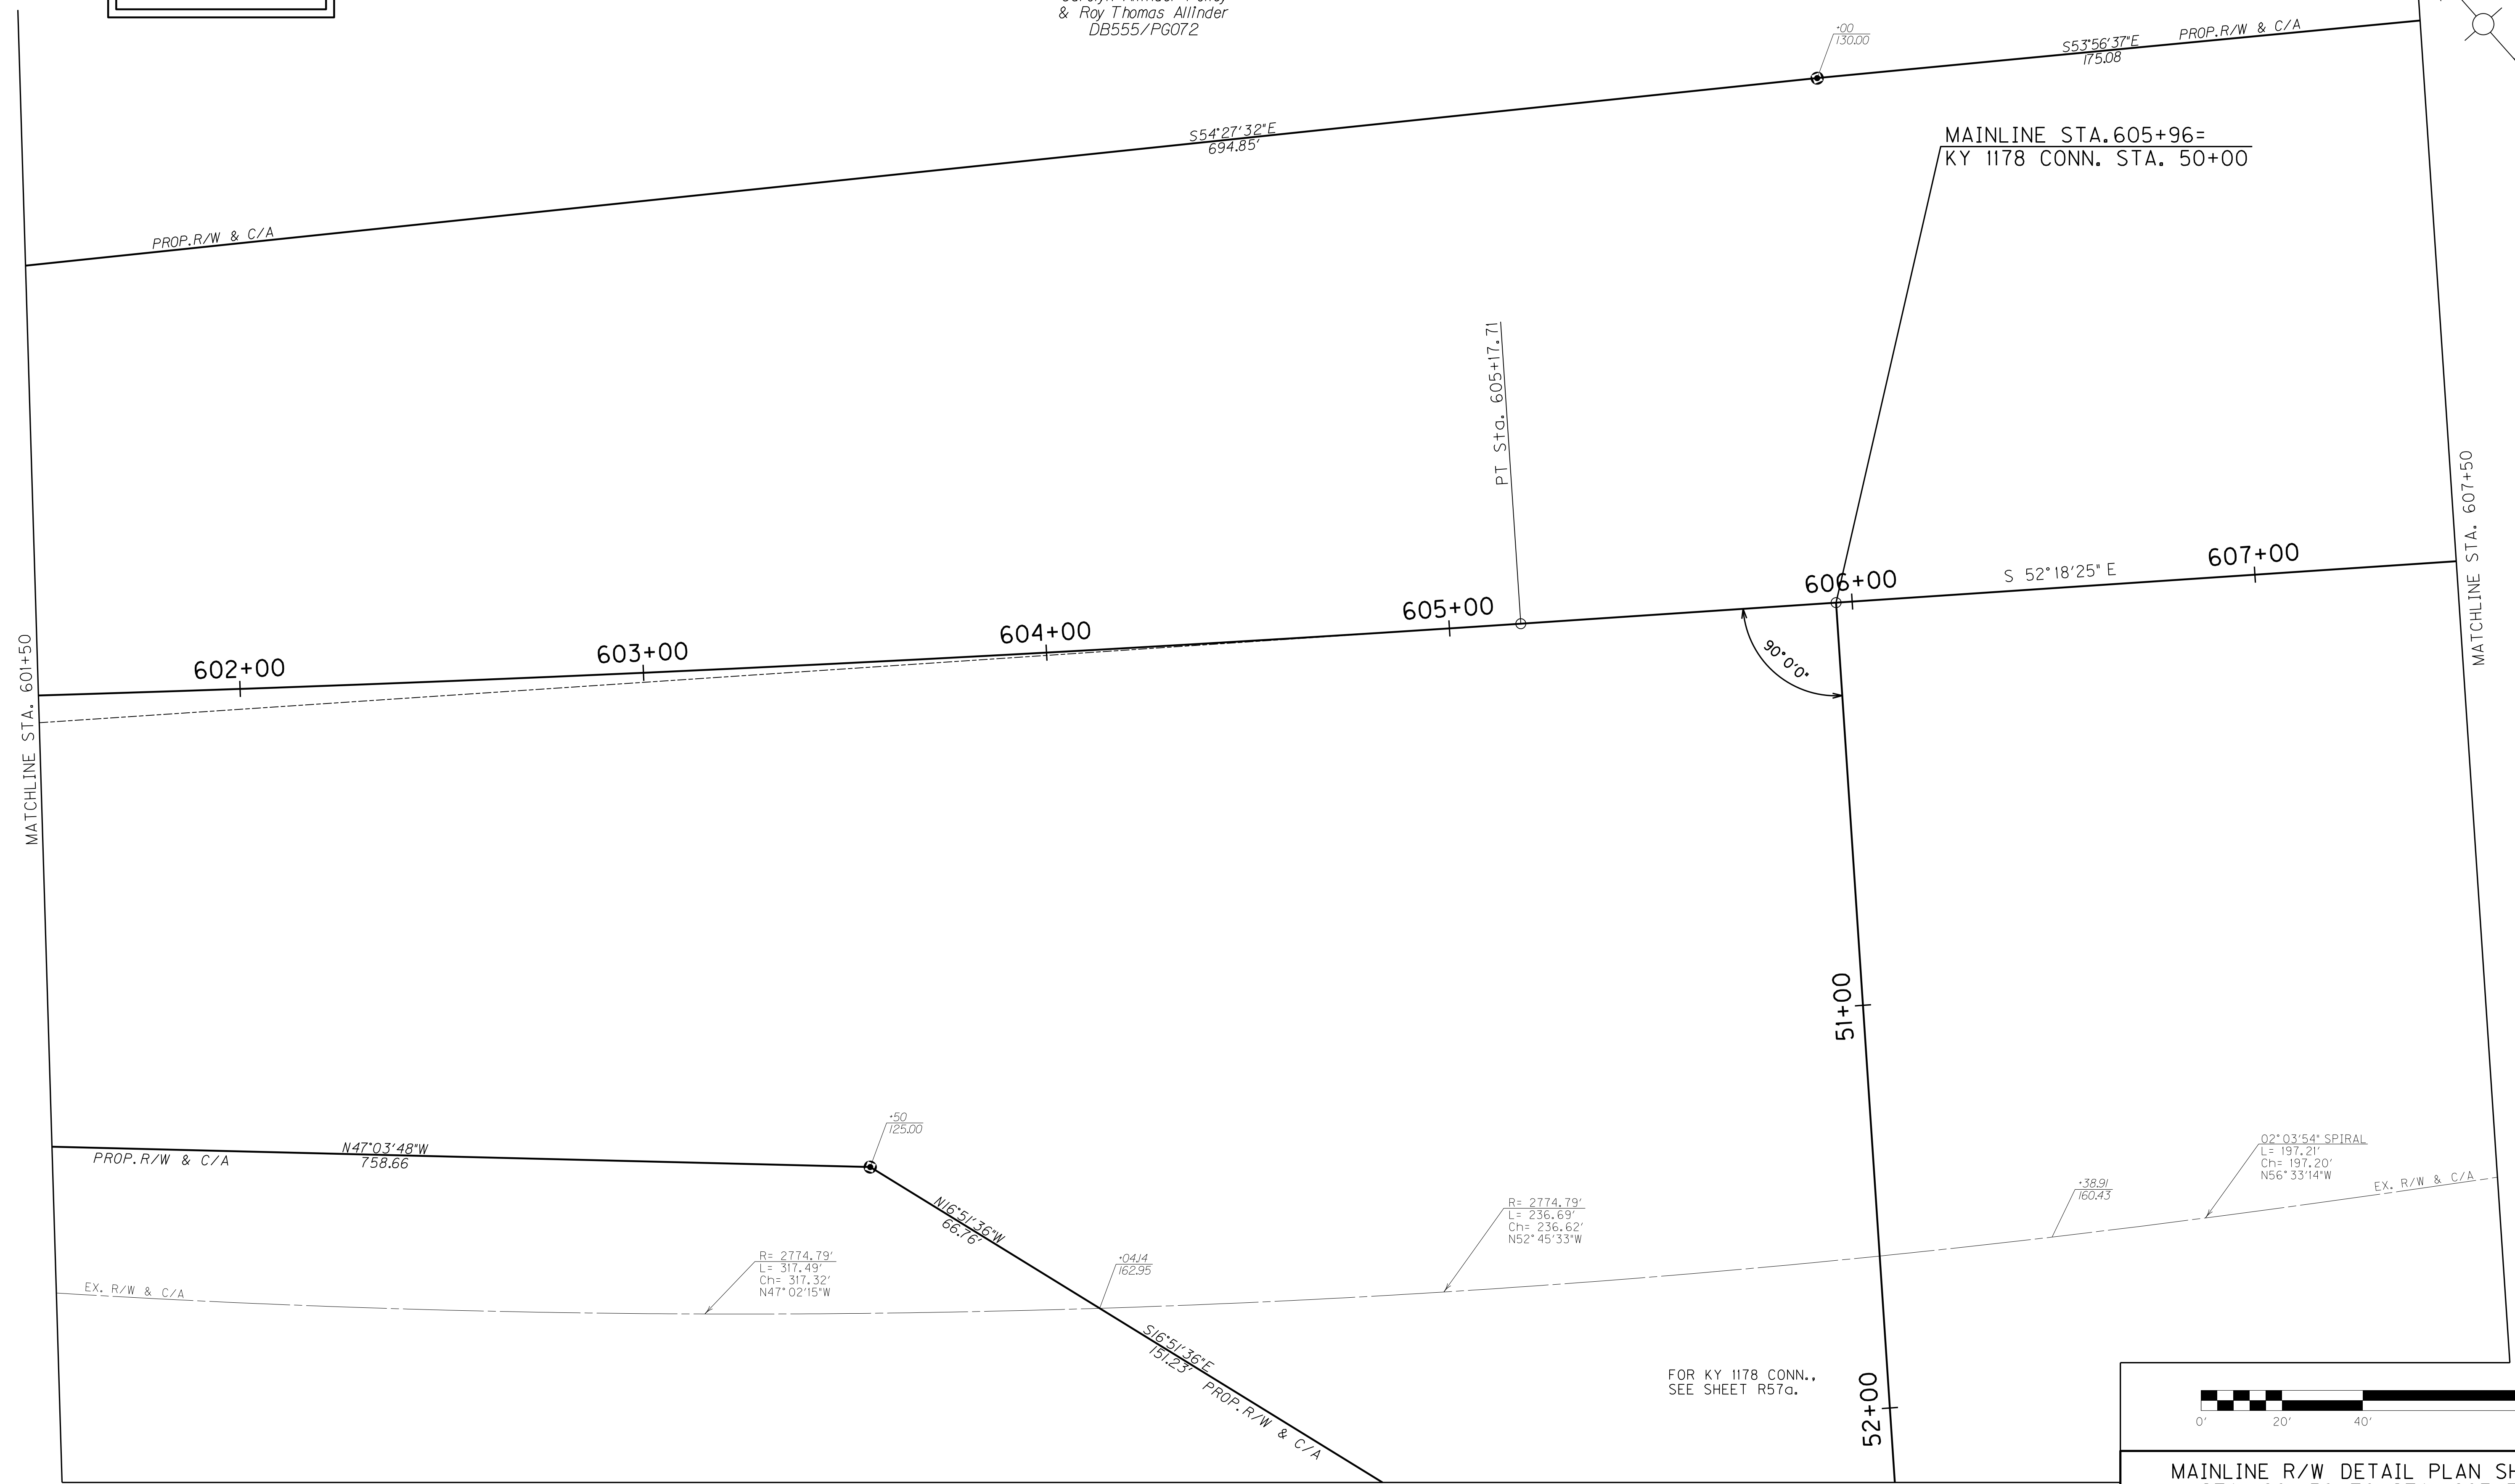 & Roy Thomas Allinder
DB555/PG072
+00
130.00
S53°56'37"E
175.08
PROP.R/W & C/A
S54°27'32"E
694.85'
PROP.R/W & C/A
MAINLINE STA.605+96=
KY 1178 CONN. STA. 50+00
PT Sta. 605+17.71
MATCHLINE STA. 601+50
602+00
603+00
604+00
605+00
606+00
S 52°18'25" E
607+00
MATCHLINE STA. 607+50
90°0'0"
51+00
52+00
+50
125.00
N47°03'48"W
758.66
PROP.R/W & C/A
N16°51'36"W
66.76'
+04.14
162.95
R= 2774.79'
L= 317.49'
Ch= 317.32'
N47°02'15"W
EX. R/W & C/A
R= 2774.79'
L= 236.69'
Ch= 236.62'
N52°45'33"W
+38.91
160.43
02°03'54" SPIRAL
L= 197.21'
Ch= 197.20'
N56°33'14"W
EX. R/W & C/A
S16°51'36"E
151.23'
PROP.R/W & C/A
FOR KY 1178 CONN.,
SEE SHEET R57a.
0' 20' 40'
MAINLINE R/W DETAIL PLAN SH